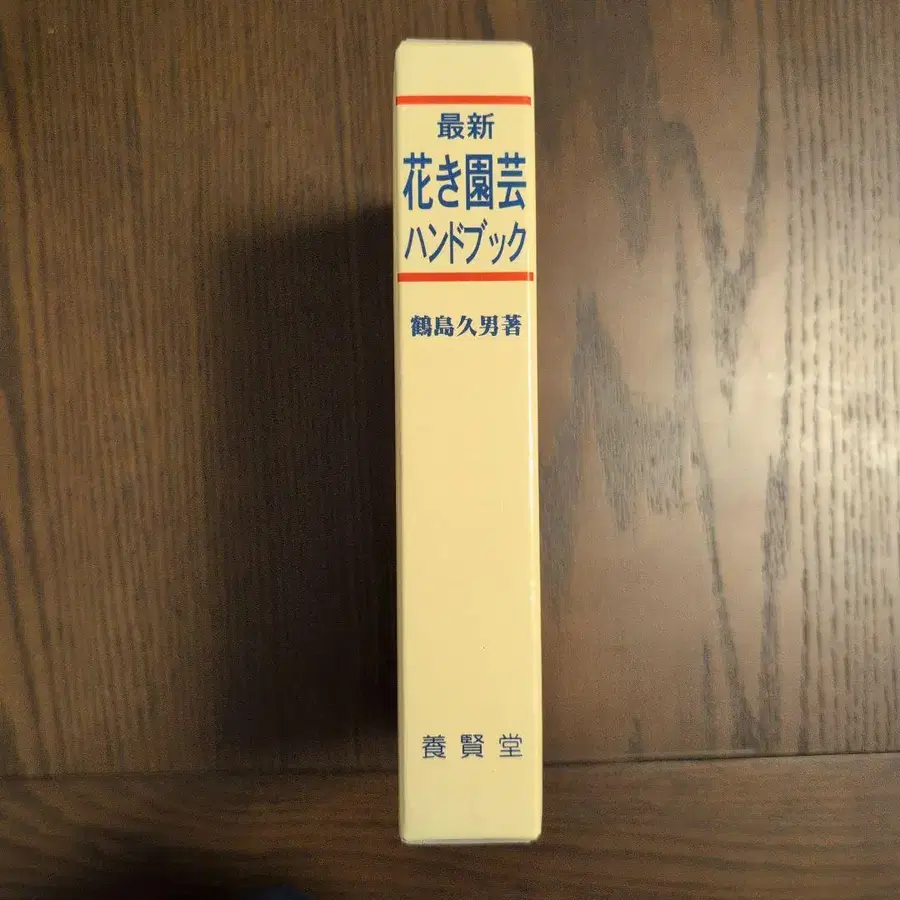 最新
花き園芸
ハンドブック
鶴島久男著
養賢堂